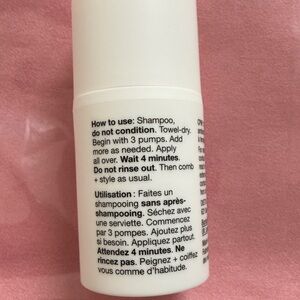 How to use: Shampoo,
do not condition. Towel-dry.
Begin with 3 pumps. Add
more as needed. Apply
all over. Wait 4 minutes.
Do not rinse out. Then comb
+ style as usual.
Utilisation : Faites un
shampooing sans après-
shampooing. Séchez avec
une serviette. Commencez
par 3 pompes. Ajoutez plus
si besoin. Appliquez partout.
Attendez 4 minutes. Ne
rincez pas. Peignez + coiffez
vous comme d'habitude.